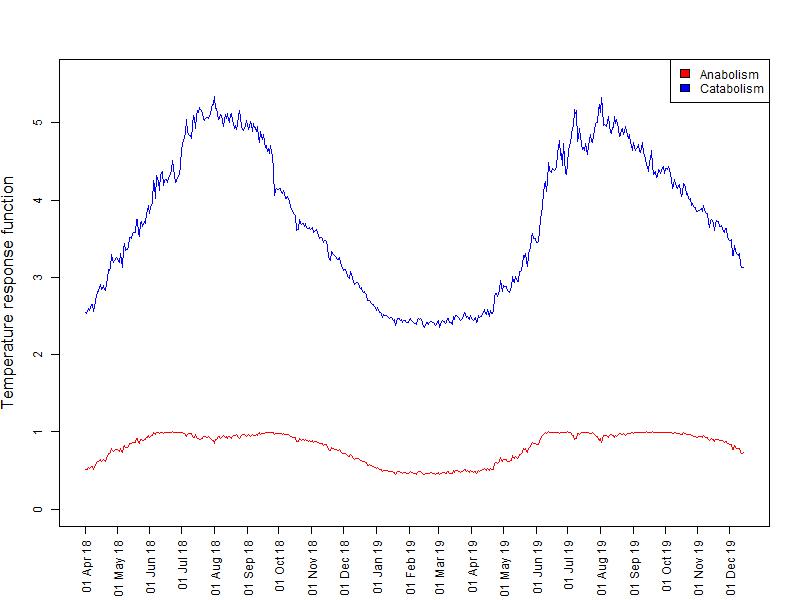 Anabolism
Catabolism
Temperature response function
5
4
3
2
1
0
01 Apr 18
01 May 18
01 Jun 18
01 Jul 18
01 Aug 18
01 Sep 18
01 Oct 18
01 Nov 18
01 Dec 18
01 Jan 19
01 Feb 19
01 Mar 19
01 Apr 19
01 May 19
01 Jun 19
01 Jul 19
01 Aug 19
01 Sep 19
01 Oct 19
01 Nov 19
01 Dec 19